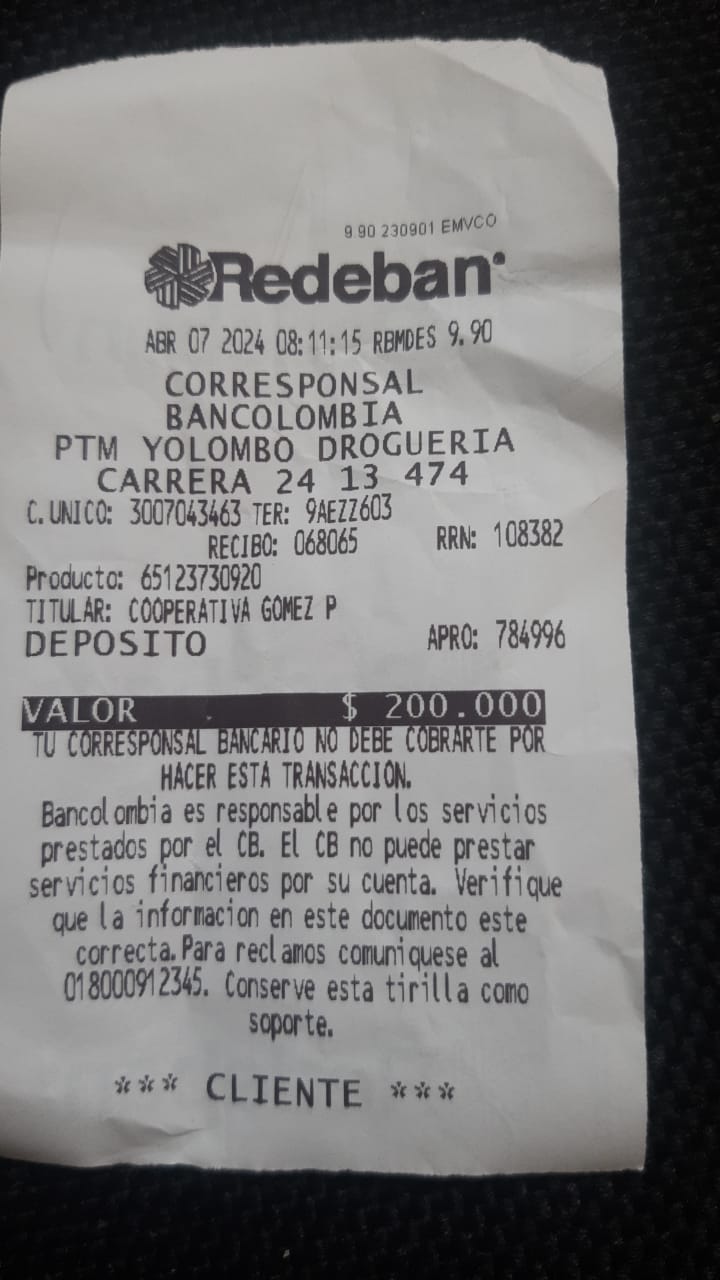 9.90 230901 EMVCO
Redeban
ABR 07 2024 08:11:15 RBMDES 9.90
CORRESPONSAL
BANCOLOMBIA
PTM YOLOMBO DROGUERIA
CARRERA 24 13 474
C.UNICO: 3007043463 TER: 9AEZZ603
RECIBO: 068065 RRN: 108382
Producto: 65123730920
TITULAR: COOPERATIVA GOMEZ P
DEPOSITO APRO: 784996
VALOR $ 200.000
TU CORRESPONSAL BANCARIO NO DEBE COBRARTE POR
HACER ESTA TRANSACCION.
Bancolombia es responsable por los servicios
prestados por el CB. El CB no puede prestar
servicios financieros por su cuenta. Verifique
que la informacion en este documento este
correcta.Para reclamos comuniquese al
018000912345. Conserve esta tirilla como
soporte.
*** CLIENTE ***